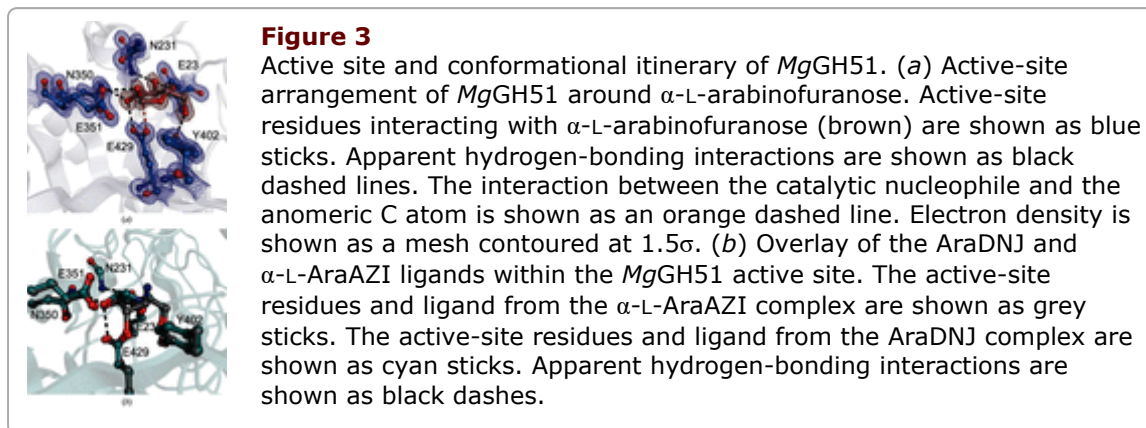 Figure 3
Active site and conformational itinerary of MgGH51. (a) Active-site
arrangement of MgGH51 around α-L-arabinofuranose. Active-site
residues interacting with α-L-arabinofuranose (brown) are shown as blue
sticks. Apparent hydrogen-bonding interactions are shown as black
dashed lines. The interaction between the catalytic nucleophile and the
anomeric C atom is shown as an orange dashed line. Electron density is
shown as a mesh contoured at 1.5σ. (b) Overlay of the AraDNJ and
α-L-AraAZI ligands within the MgGH51 active site. The active-site
residues and ligand from the α-L-AraAZI complex are shown as grey
sticks. The active-site residues and ligand from the AraDNJ complex are
shown as cyan sticks. Apparent hydrogen-bonding interactions are
shown as black dashes.
N231
E23
N350
E351
Y402
E429
(a)
E351
N231
N350
E23
Y402
E429
(b)